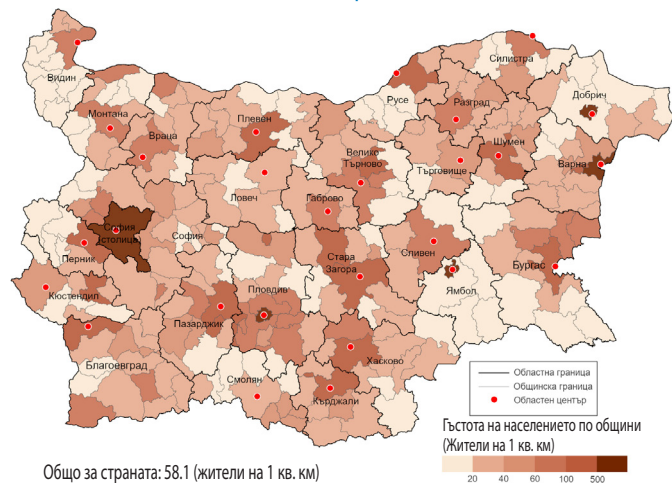 Силистра
Видин
Русе
Добрич
Монтана
Плевен
Разград
Враца
Шумен
Велико
Търново
Варна
Търговище
Ловеч
Габрово
София
столица
София
Перник
Стара
Загора
Сливен
Бургас
Кюстендил
Пловдив
Ямбол
Пазарджик
Хасково
Благоевград
Смолян
Кърджали
Областна граница
Общинска граница
Областен център
Гъстота на населението по общини
(Жители на 1 кв. км)
20 40 60 100 500
Общо за страната: 58.1 (жители на 1 кв. км)